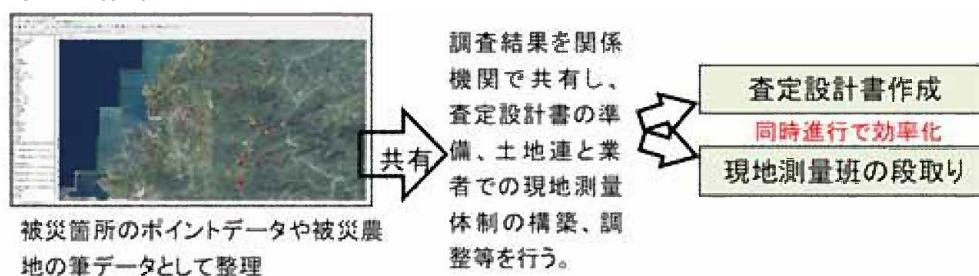 被災箇所のポイントデータや被災農
地の筆データとして整理
共有
調査結果を関係
機関で共有し、
査定設計書の準
備、土地連と業
者での現地測量
体制の構築、調
整等を行う。
査定設計書作成
同時進行で効率化
現地測量班の段取り